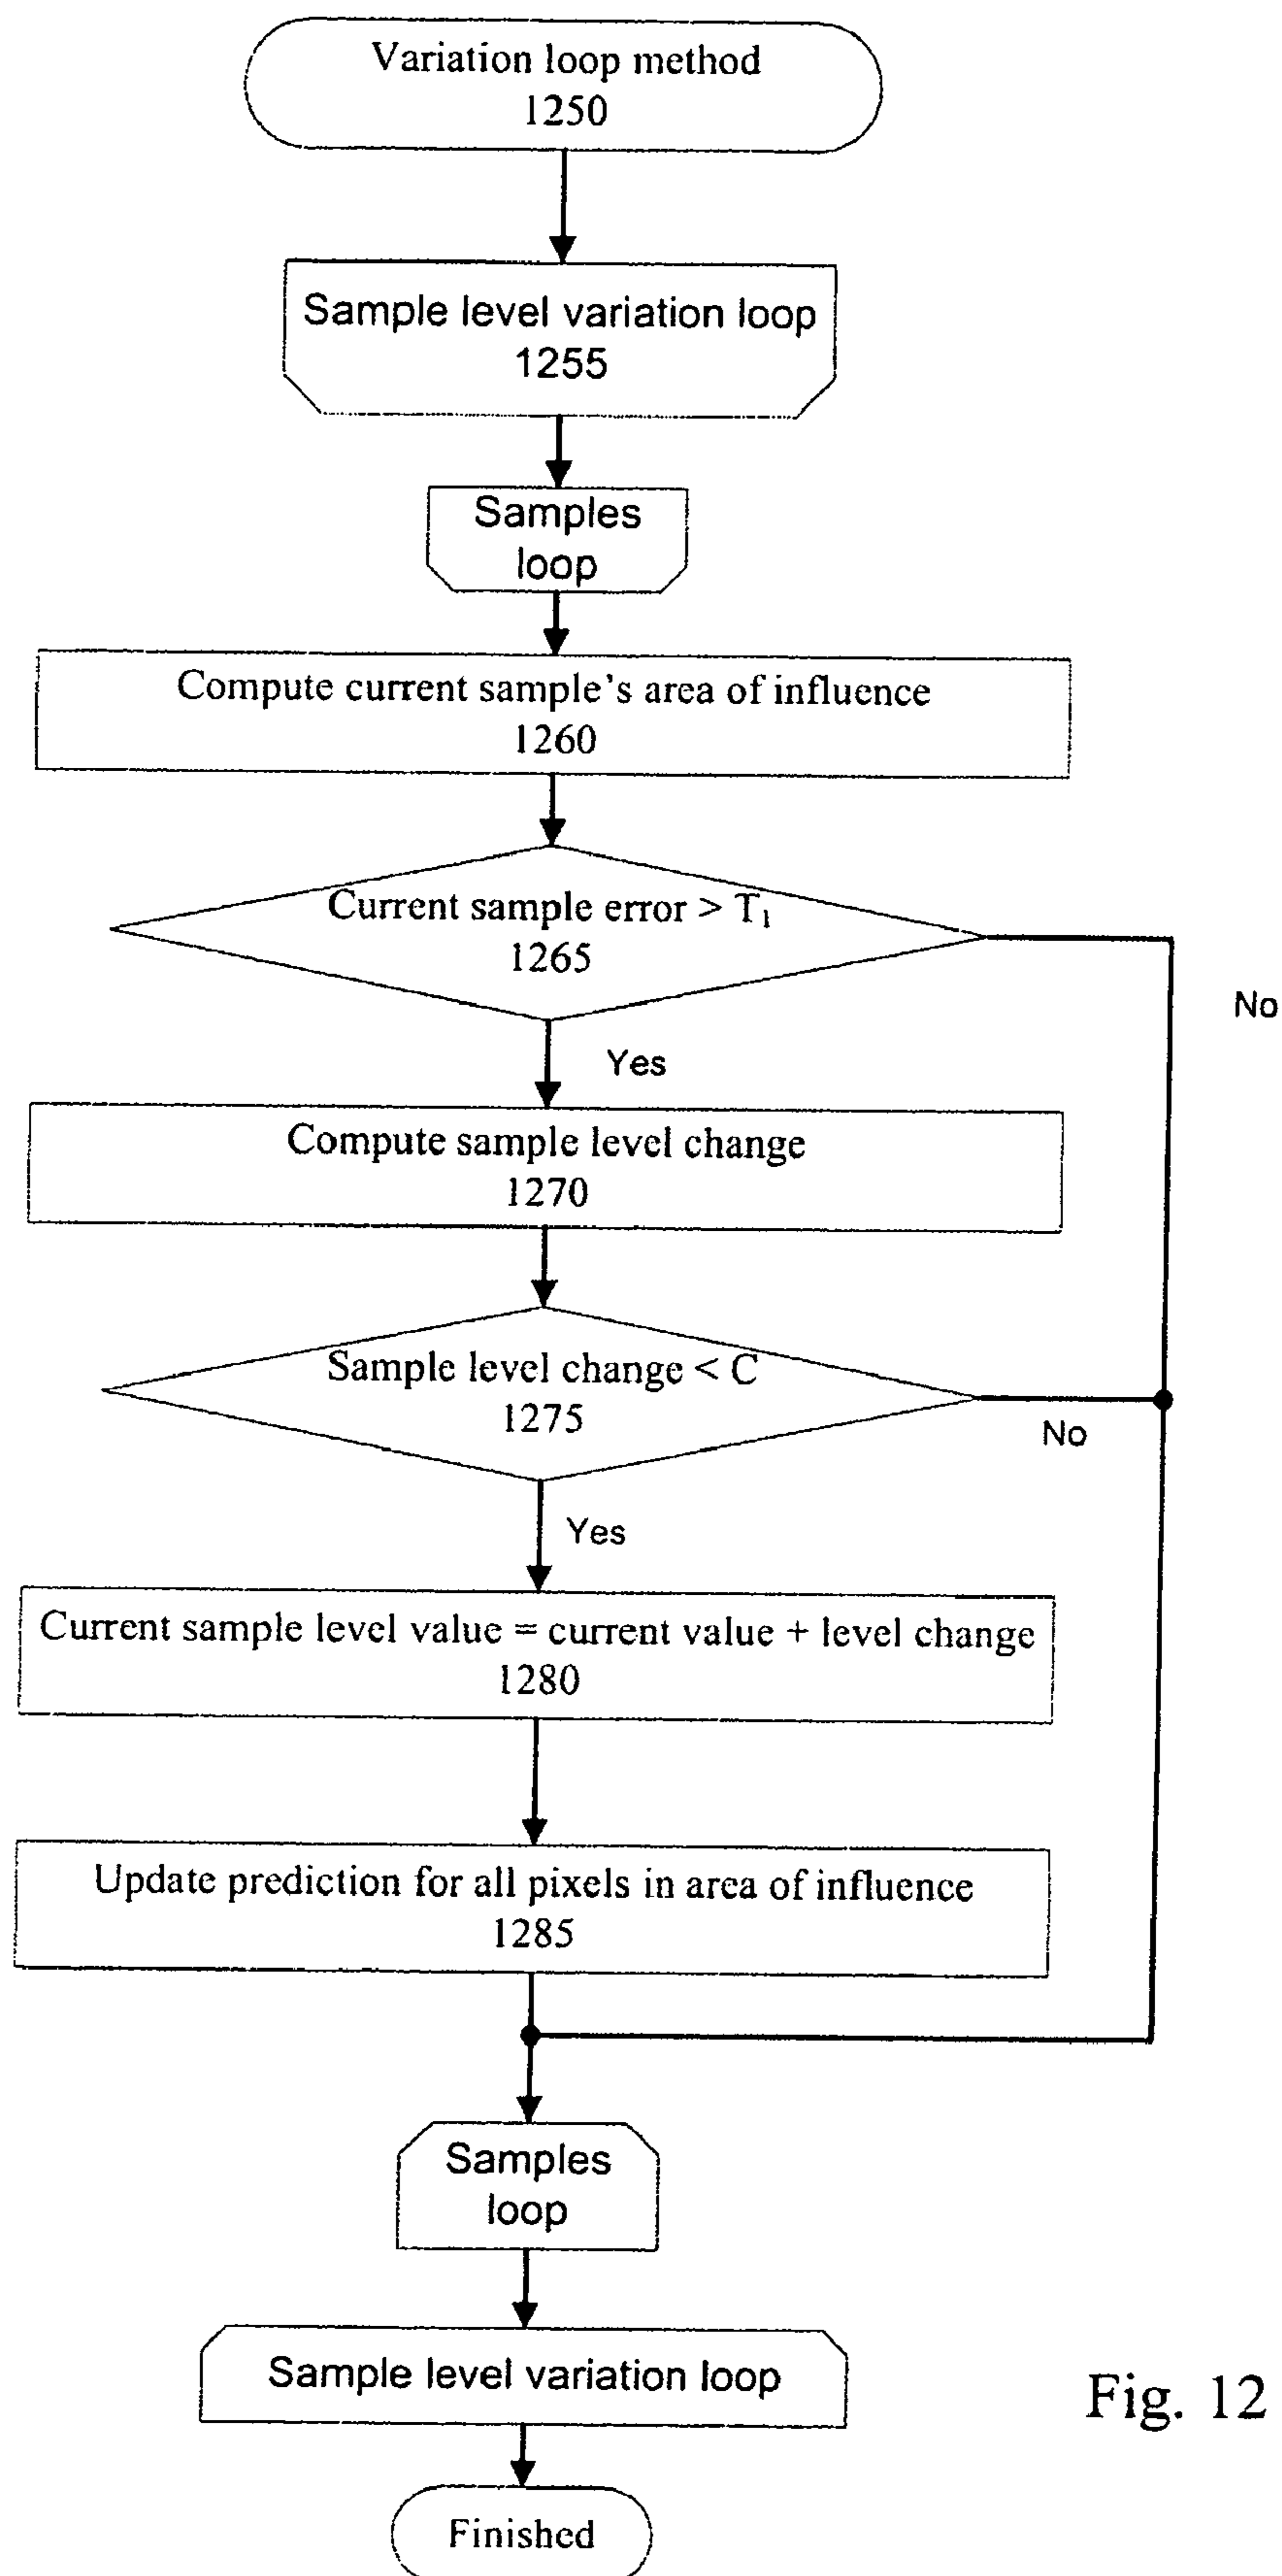 Variation loop method
1250
Sample level variation loop
1255
Samples
loop
Compute current sample's area of influence
1260
Current sample error > T₁
1265
No
Yes
Compute sample level change
1270
Sample level change < C
1275
No
Yes
Current sample level value = current value + level change
1280
Update prediction for all pixels in area of influence
1285
Samples
loop
Sample level variation loop
Fig. 12
Finished